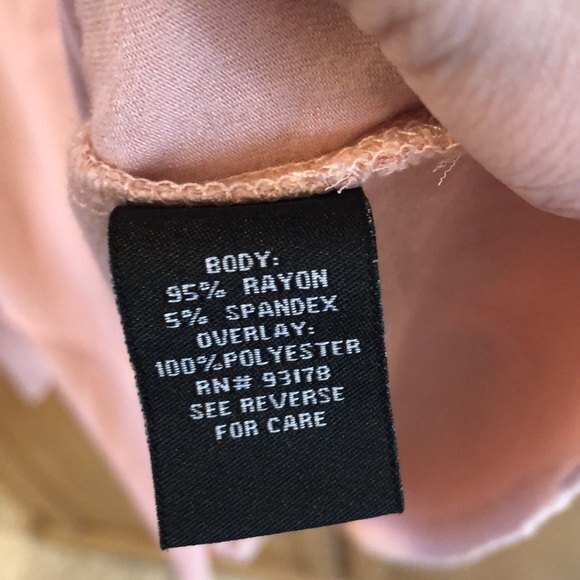 BODY:
95% RAYON
5% SPANDEX
OVERLAY:
100%POLYESTER
RN# 93178
SEE REVERSE
FOR CARE